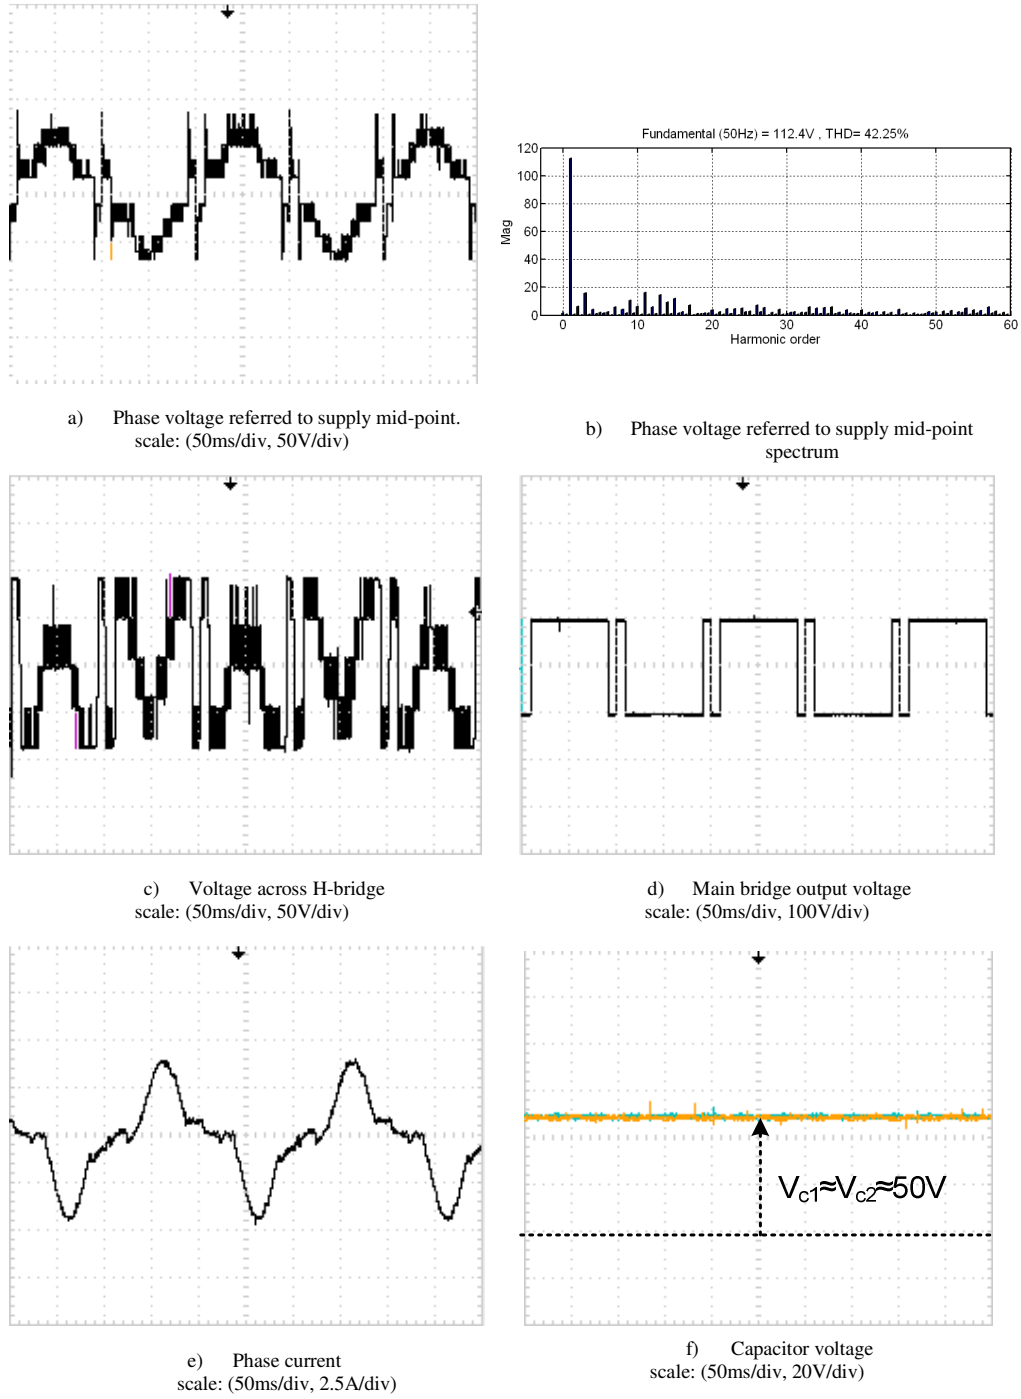 Fundamental (50Hz) = 112.4V , THD= 42.25%
120
100
80
60
40
20
0
Mag
0 10 20 30 40 50 60
Harmonic order
a) Phase voltage referred to supply mid-point.
scale: (50ms/div, 50V/div)
b) Phase voltage referred to supply mid-point
spectrum
c) Voltage across H-bridge
scale: (50ms/div, 50V/div)
d) Main bridge output voltage
scale: (50ms/div, 100V/div)
Vc1≈Vc2≈50V
e) Phase current
scale: (50ms/div, 2.5A/div)
f) Capacitor voltage
scale: (50ms/div, 20V/div)